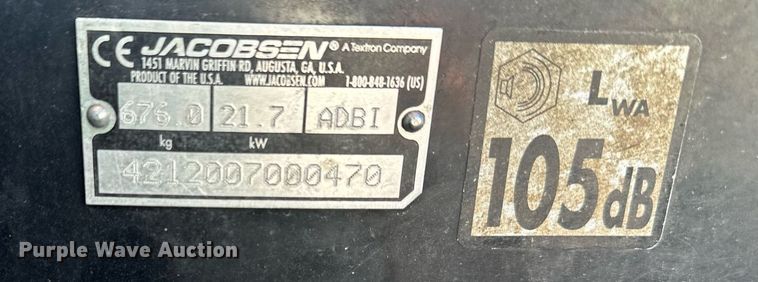 CE JACOBSEN® A Textron Company
1451 MARVIN GRIFFIN RD, AUGUSTA, GA, U.S.A.
PRODUCT OF THE U.S.A. WWW.JACOBSEN.COM 1-800-848-1636 (US)
676.0 21.7 ADBI
kg kW
4212007000470
LWA
105dB
Purple Wave Auction